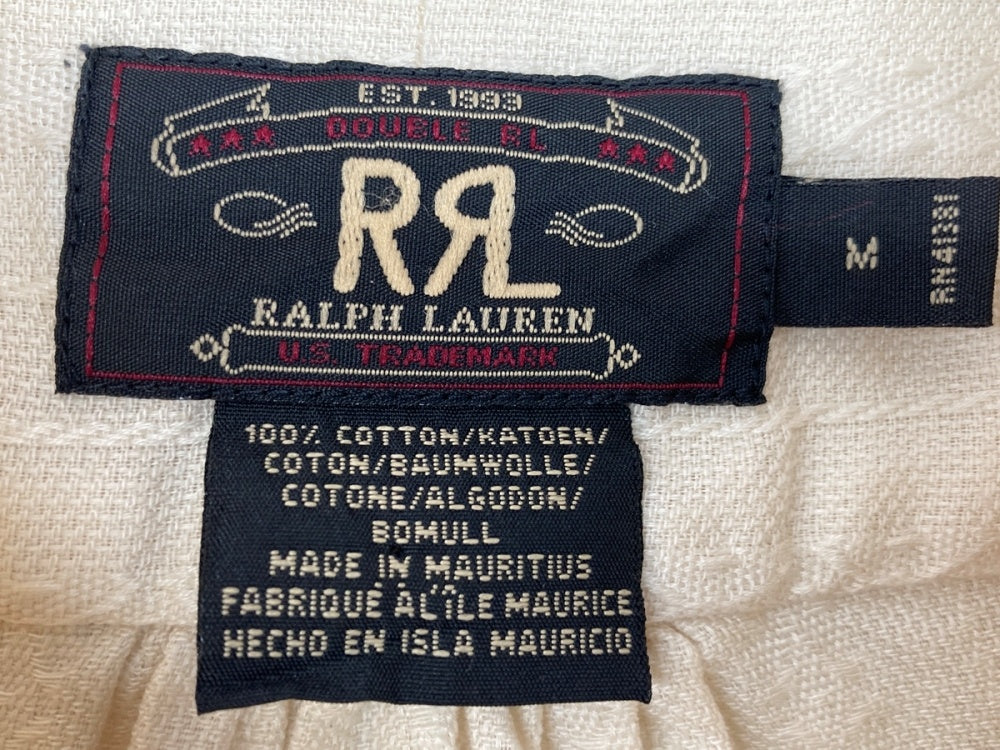 EST. 1993
★★★ DOUBLE RL ★★★
RRL
RALPH LAUREN
U.S. TRADEMARK
M
RN41381
100% COTTON/KATOEN/
COTON/BAUMWOLLE/
COTONE/ALGODON/
BOMULL
MADE IN MAURITIUS
FABRIQUÉ À L'ÎLE MAURICE
HECHO EN ISLA MAURICIO